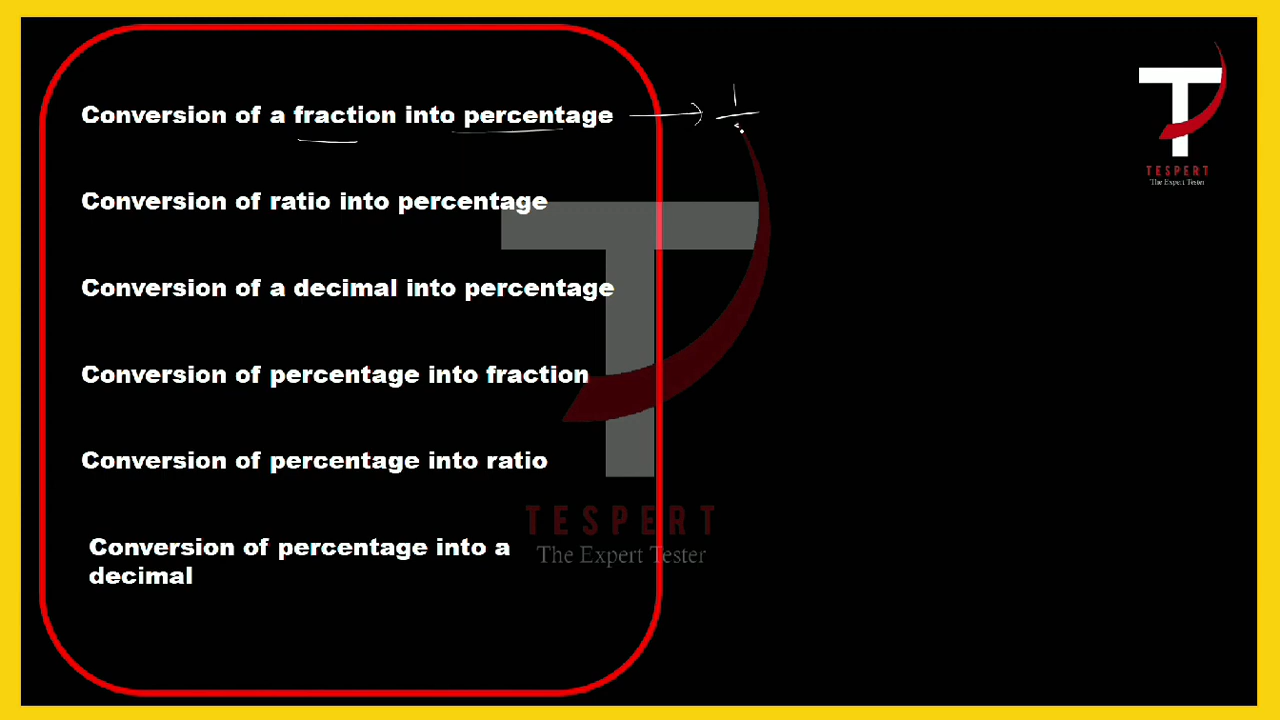 Conversion of a fraction into percentage
1
Conversion of ratio into percentage
Conversion of a decimal into percentage
Conversion of percentage into fraction
Conversion of percentage into ratio
Conversion of percentage into a
decimal
TESPERT
The Expert Tester
TESPERT
The Expert Tester